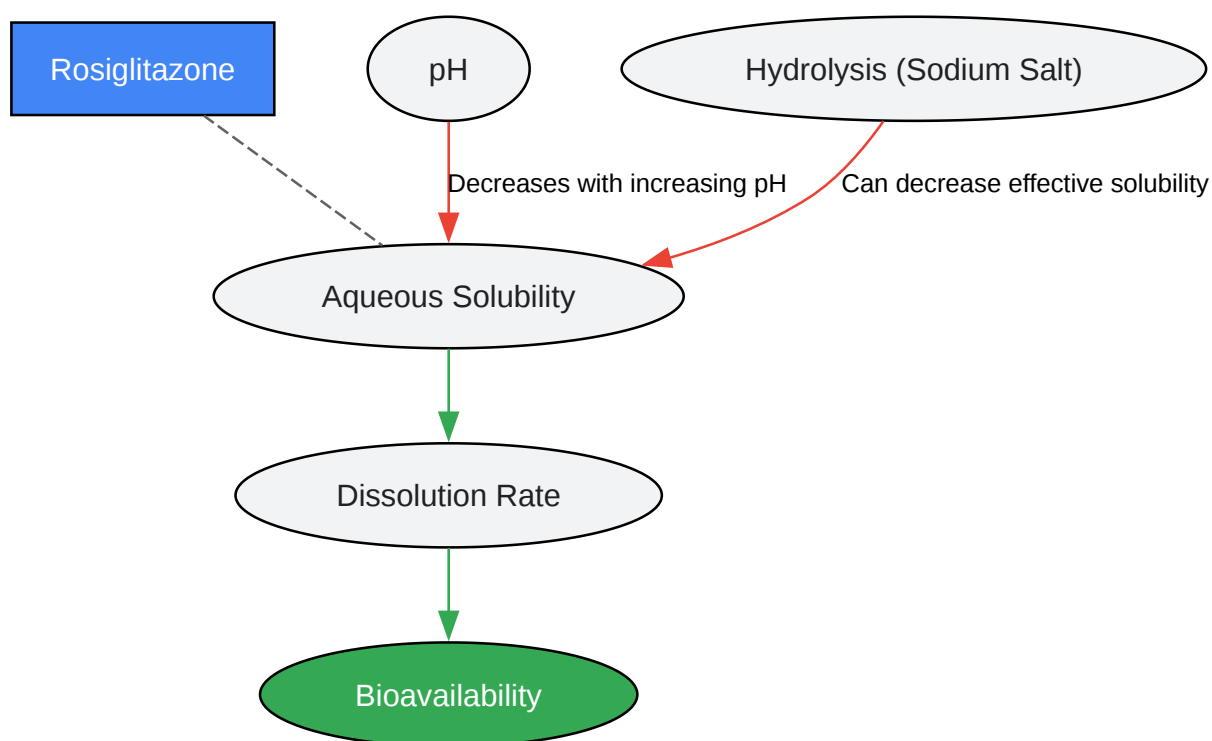 Rosiglitazone
pH
Hydrolysis (Sodium Salt)
Decreases with increasing pH
Can decrease effective solubility
Aqueous Solubility
Dissolution Rate
Bioavailability